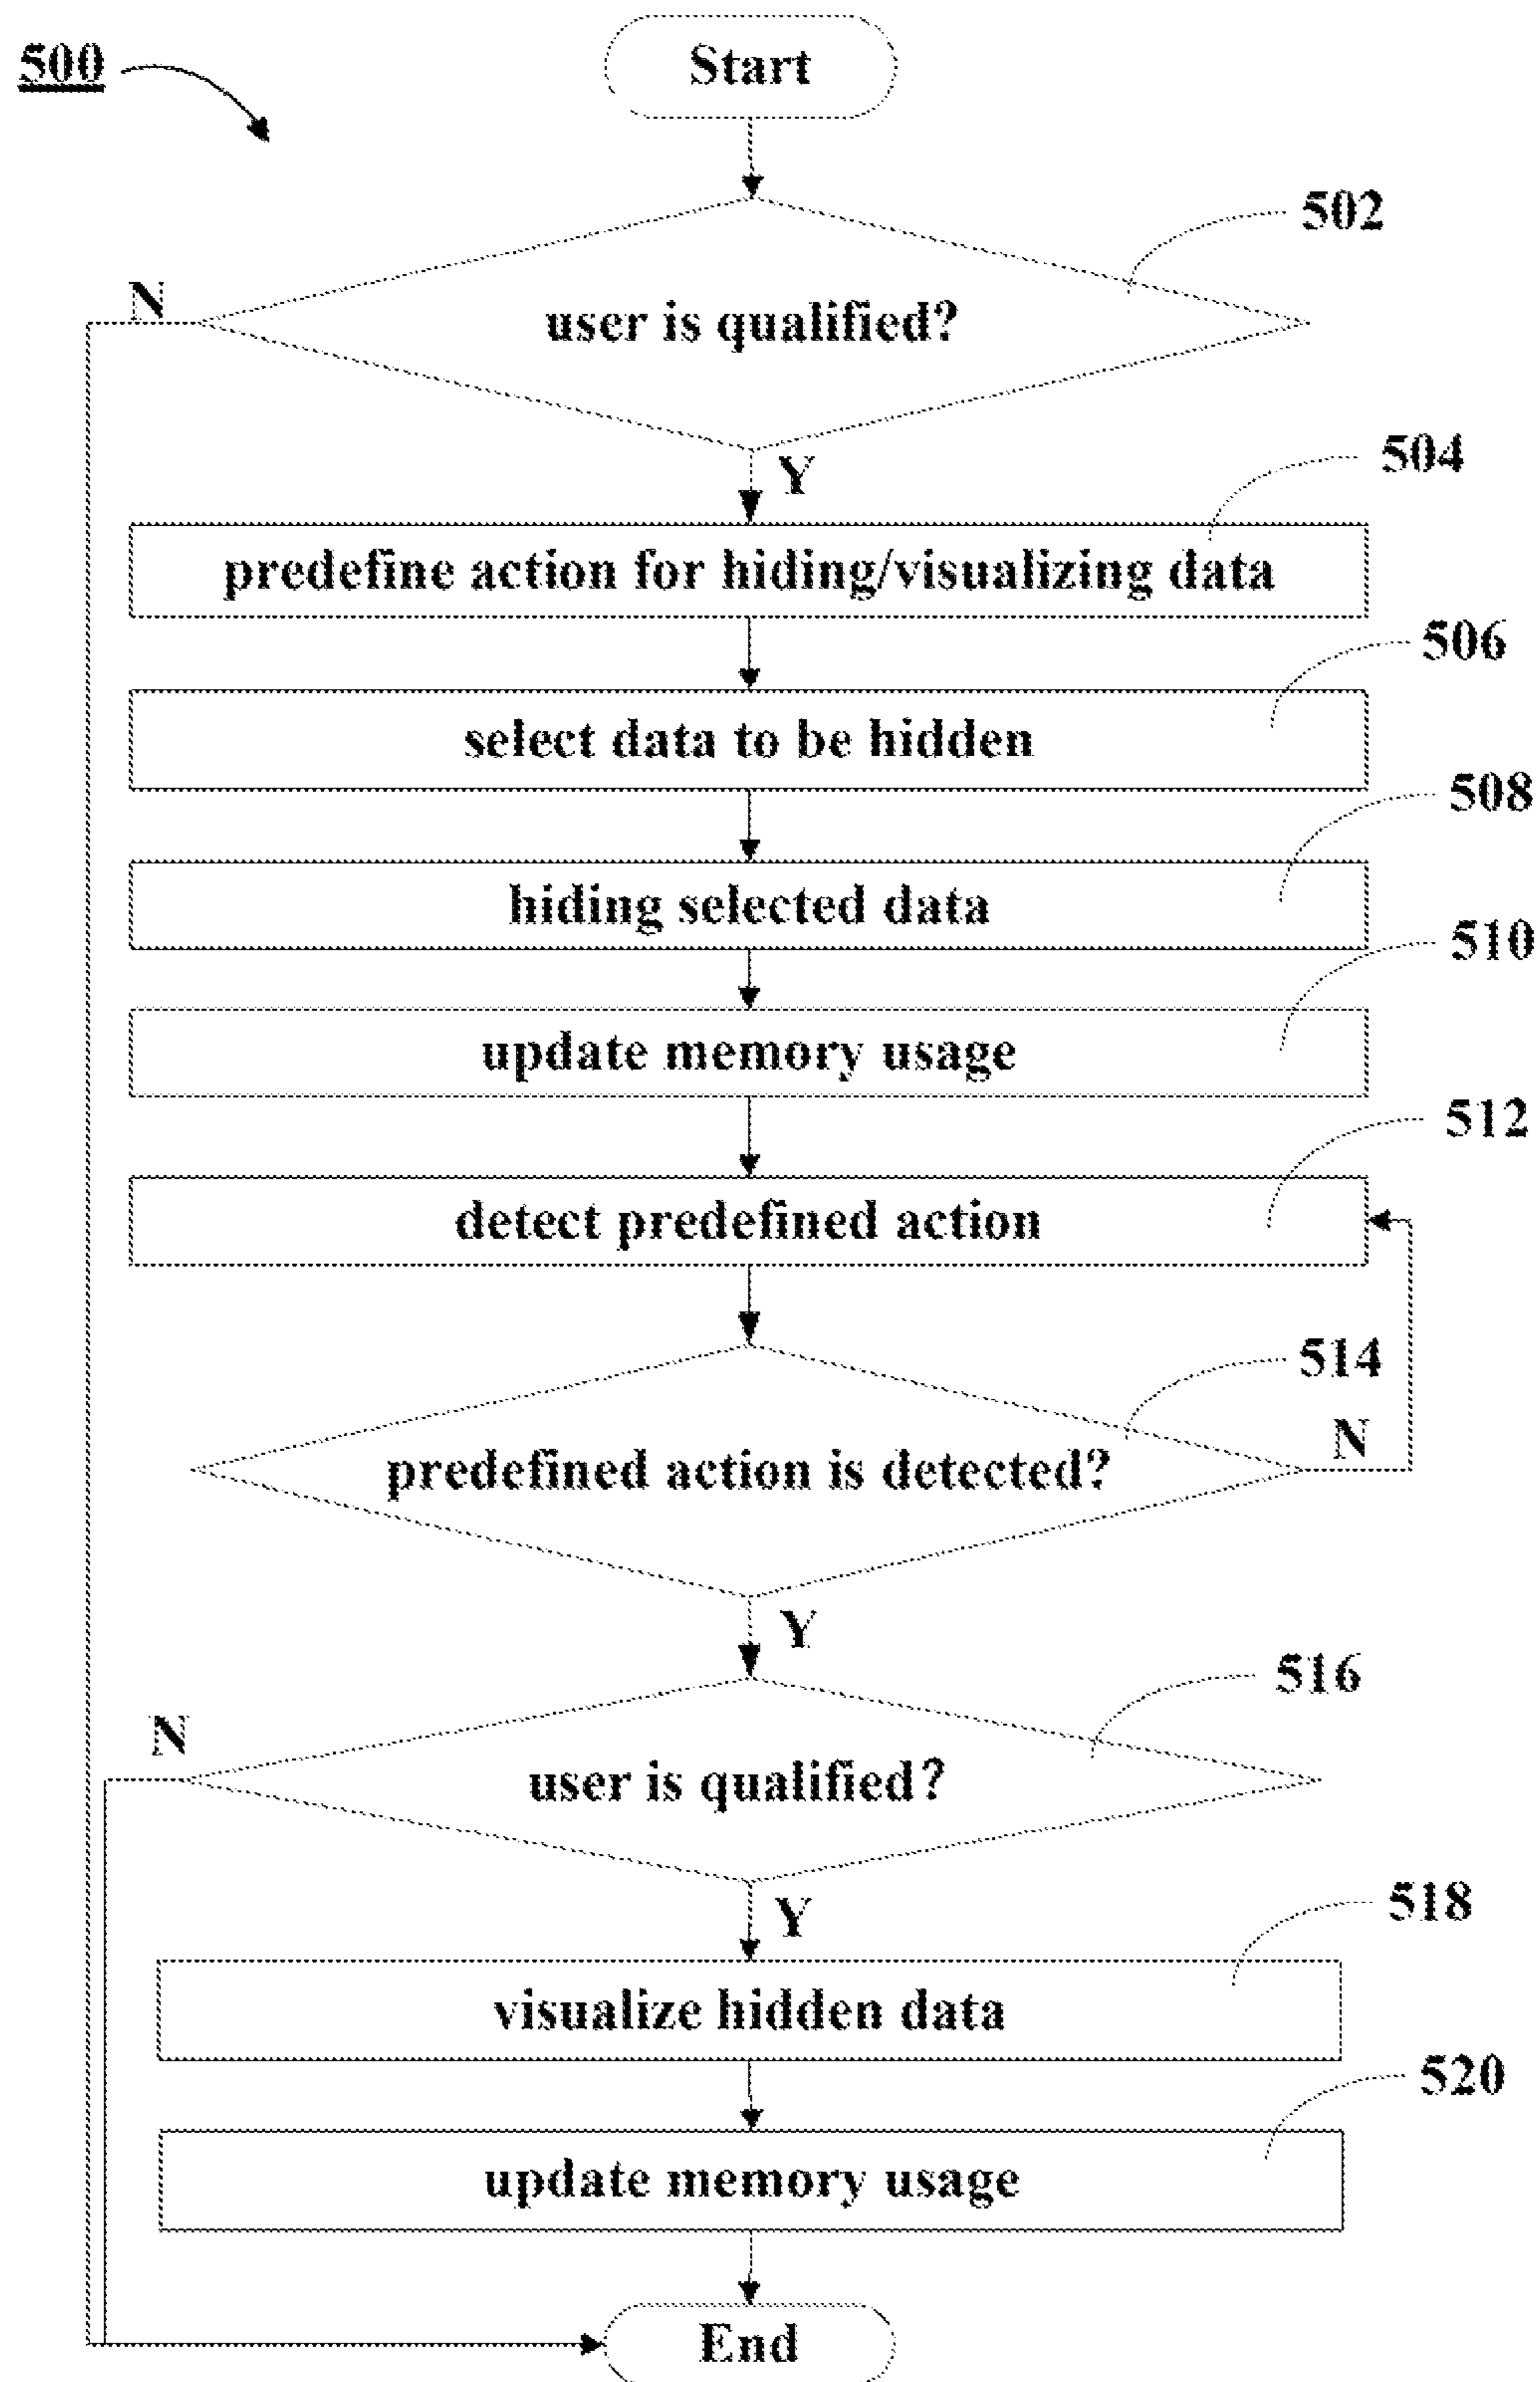 500
Start
502
N
user is qualified?
Y
504
predefine action for hiding/visualizing data
506
select data to be hidden
508
hiding selected data
510
update memory usage
512
detect predefined action
514
predefined action is detected?
N
Y
516
N
user is qualified?
Y
518
visualize hidden data
520
update memory usage
End